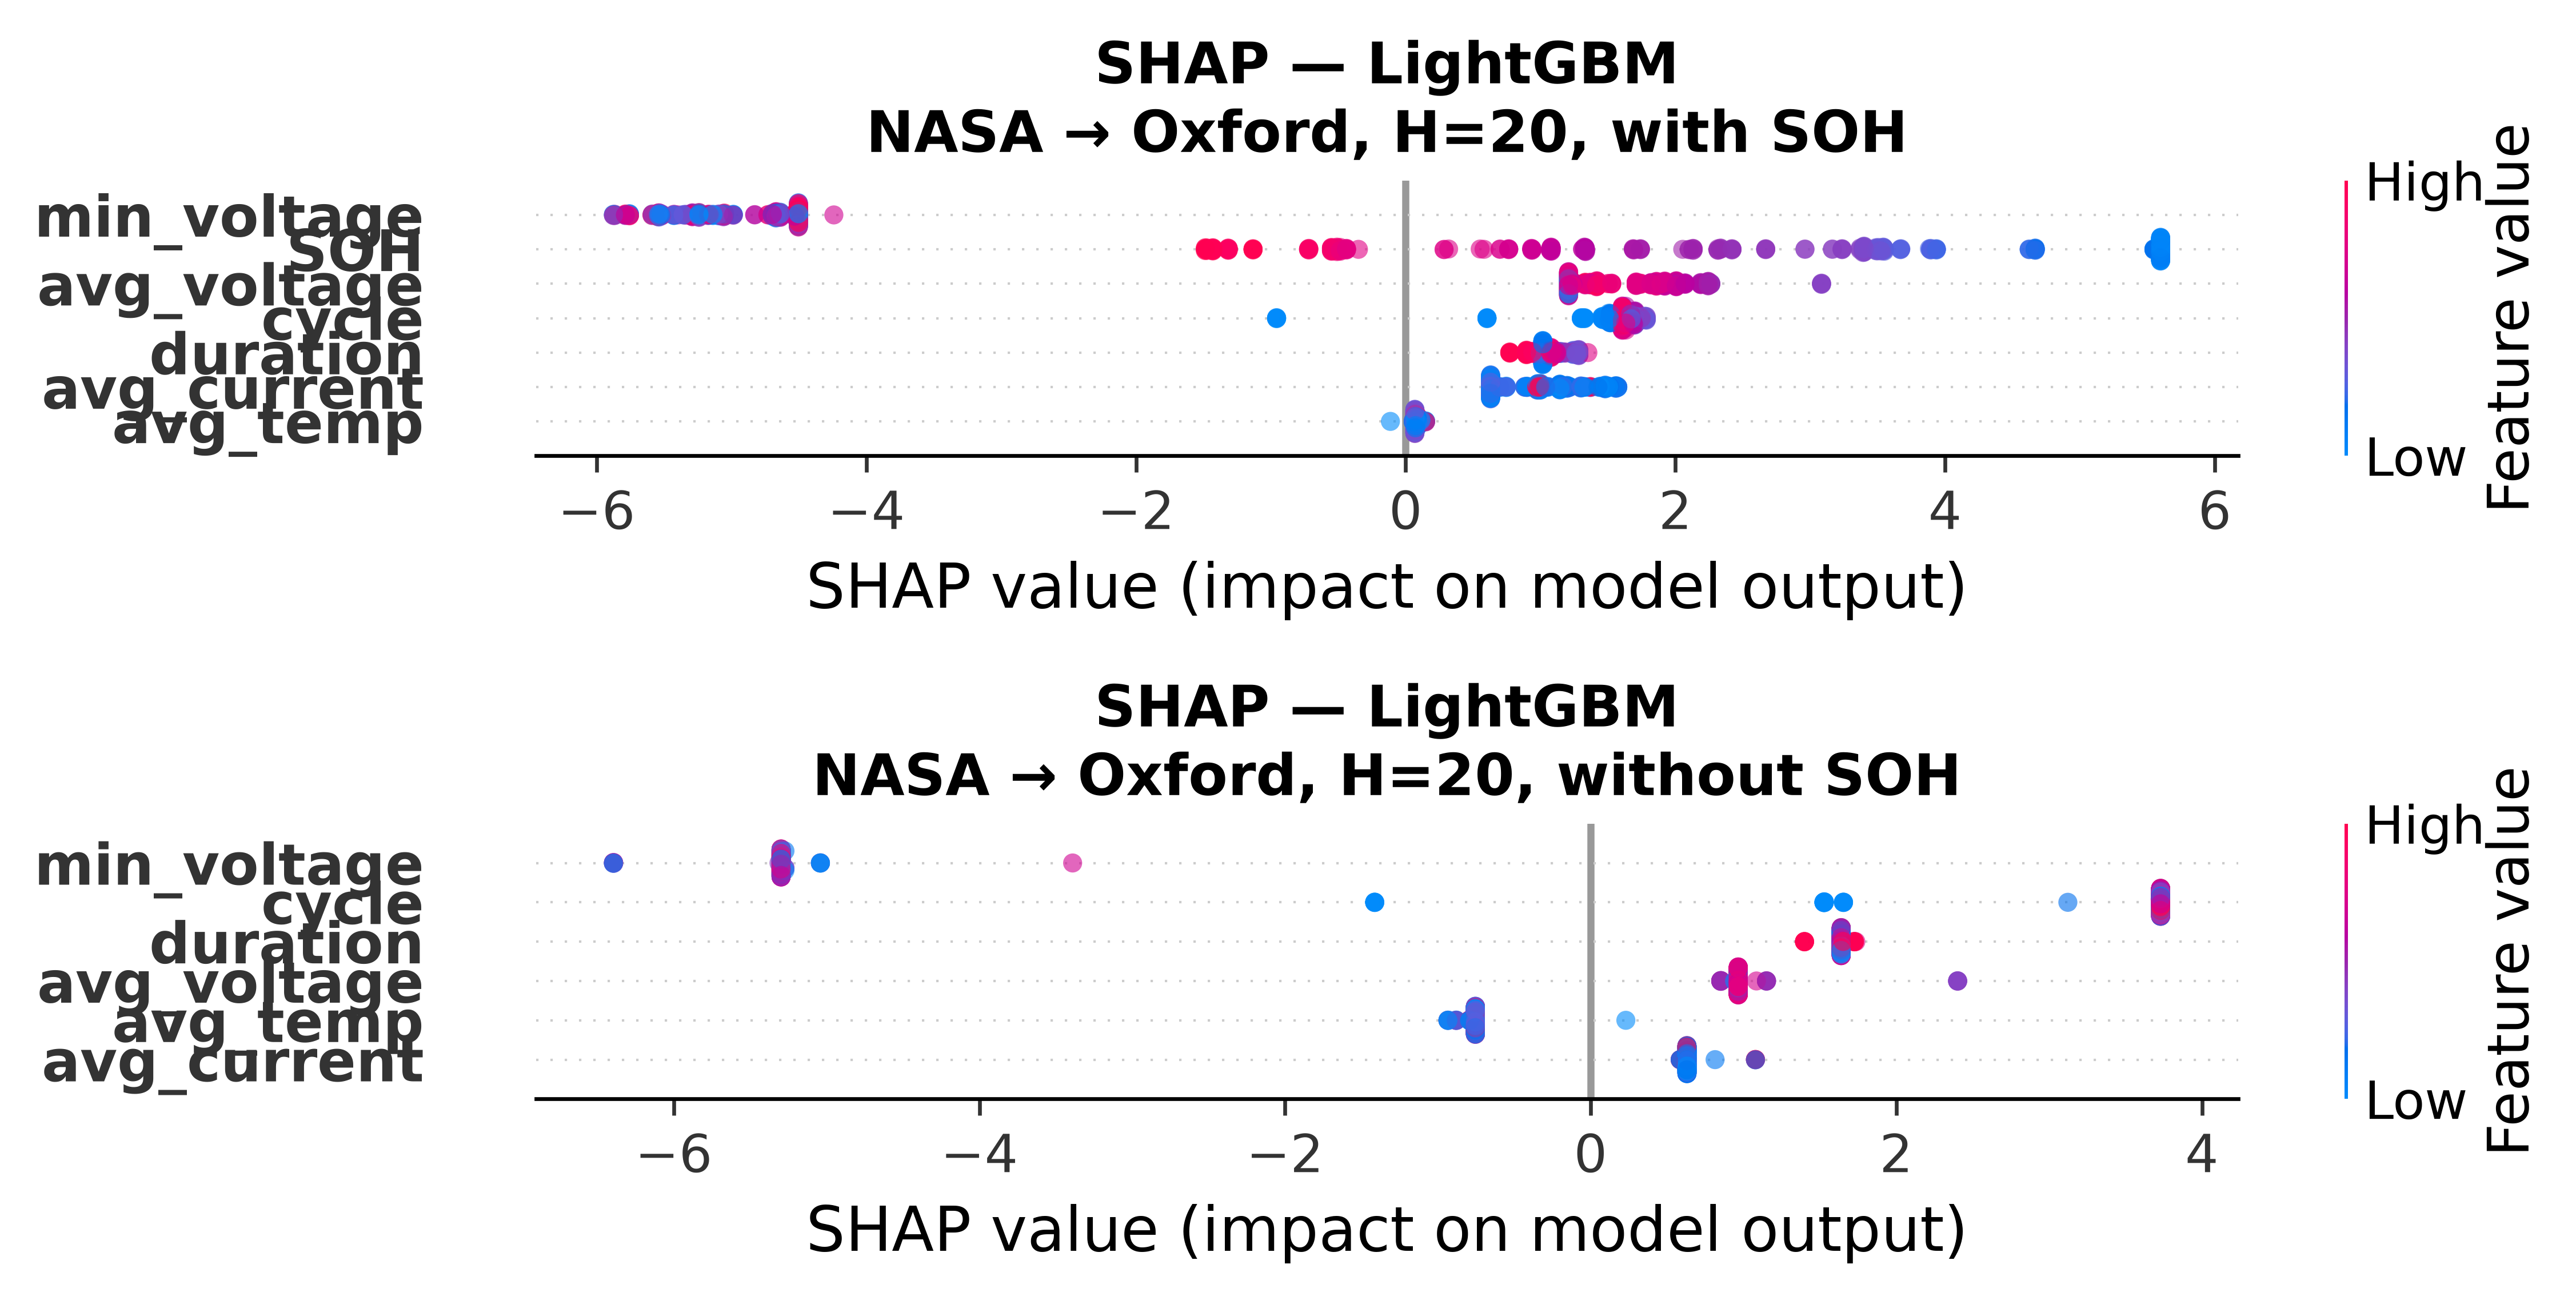 SHAP — LightGBM
NASA → Oxford, H=20, with SOH
min_voltage
SOH
avg_voltage
cycle
duration
avg_current
avg_temp
−6 −4 −2 0 2 4 6
SHAP value (impact on model output)
High
Low
Feature value
SHAP — LightGBM
NASA → Oxford, H=20, without SOH
min_voltage
cycle
duration
avg_voltage
avg_temp
avg_current
−6 −4 −2 0 2 4
SHAP value (impact on model output)
High
Low
Feature value